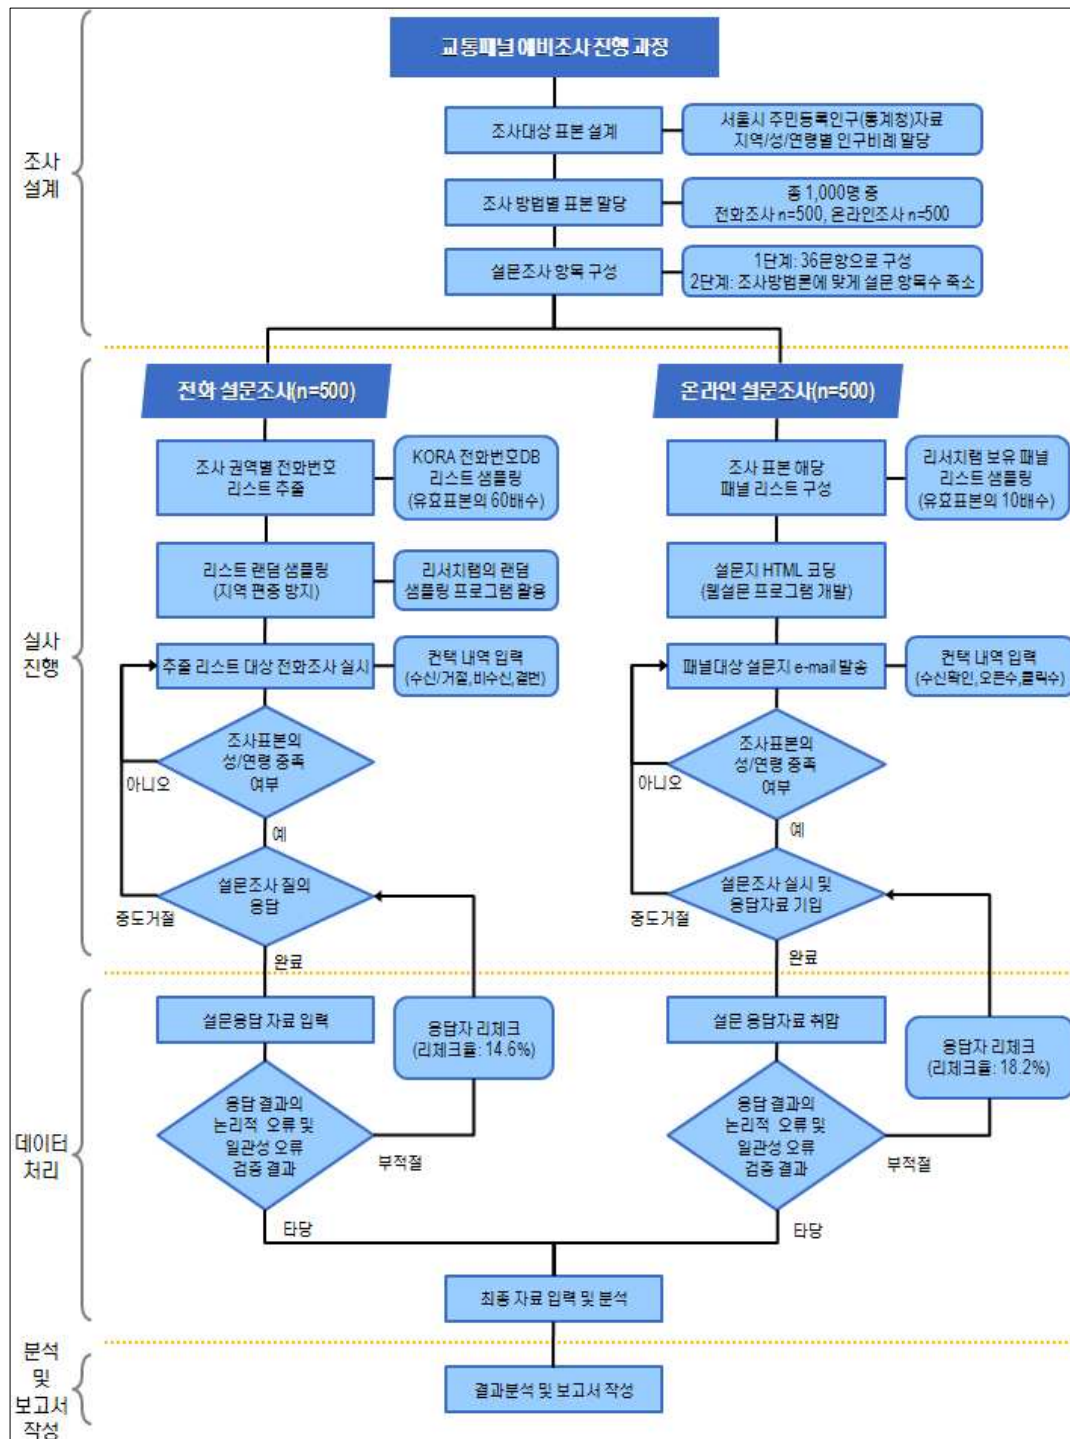 교통패널 예비조사 진행 과정
조사
설계
조사대상 표본 설계
서울시 주민등록인구(통계청)자료
지역/성/연령별 인구비례 할당
조사 방법별 표본 할당
총 1,000명 중
전화조사 n=500, 온라인조사 n=500
설문조사 항목 구성
1단계: 36문항으로 구성
2단계: 조사방법론에 맞게 설문 항목수 축소
실사
진행
전화 설문조사(n=500)
조사 권역별 전화번호
리스트 추출
KORA 전화번호DB
리스트 샘플링
(유효표본의 60배수)
리스트 랜덤 샘플링
(지역 편중 방지)
리서치랩의 랜덤
샘플링 프로그램 활용
추출 리스트 대상 전화조사 실시
컨택 내역 입력
(수신/거절,비수신,결번)
조사표본의
성/연령 충족
여부
아니오
예
설문조사 질의
응답
중도거절
완료
온라인 설문조사(n=500)
조사 표본 해당
패널 리스트 구성
리서치랩 보유 패널
리스트 샘플링
(유효표본의 10배수)
설문지 HTML 코딩
(웹설문 프로그램 개발)
패널대상 설문지 e-mail 발송
컨택 내역 입력
(수신확인,오픈수,클릭수)
조사표본의
성/연령 충족
여부
아니오
예
설문조사 실시 및
응답자료 기입
중도거절
완료
데이터
처리
설문응답 자료 입력
응답자 리체크
(리체크율: 14.6%)
응답 결과의
논리적 오류 및
일관성 오류
검증 결과
부적절
타당
설문 응답자료 취합
응답자 리체크
(리체크율: 18.2%)
응답 결과의
논리적 오류 및
일관성 오류
검증 결과
부적절
타당
최종 자료 입력 및 분석
분석
및
보고서
작성
결과분석 및 보고서 작성